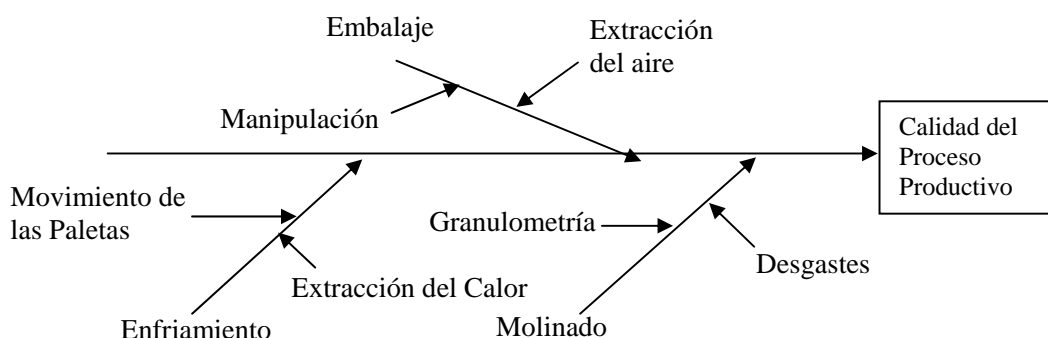 Embalaje
Extracción
del aire
Manipulación
Calidad del
Proceso
Productivo
Movimiento de
las Paletas
Granulometría
Desgastes
Extracción del Calor
Enfriamiento
Molinado